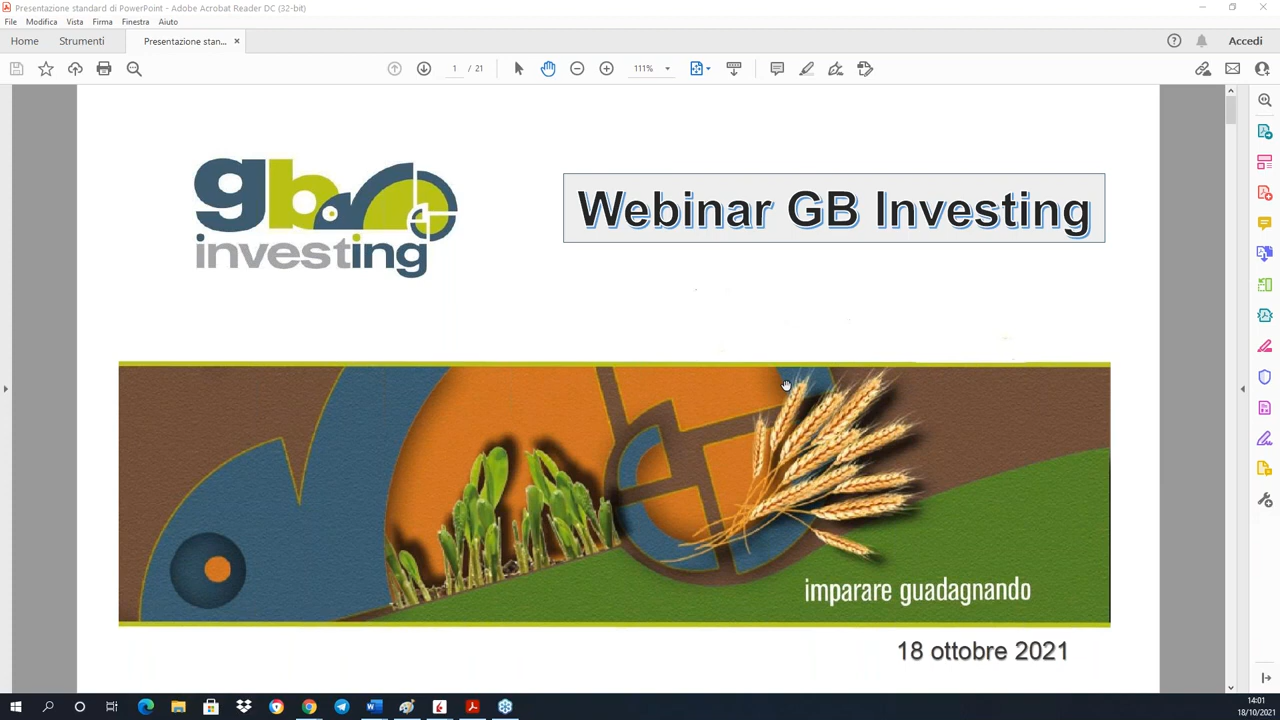 Presentazione standard di PowerPoint - Adobe Acrobat Reader DC (32-bit)
File Modifica Vista Firma Finestra Aiuto
Home Strumenti Presentazione stan... × Accedi
1 / 21 111%
gb
investing
Webinar GB Investing
imparare guadagnando
18 ottobre 2021
14:01
18/10/2021